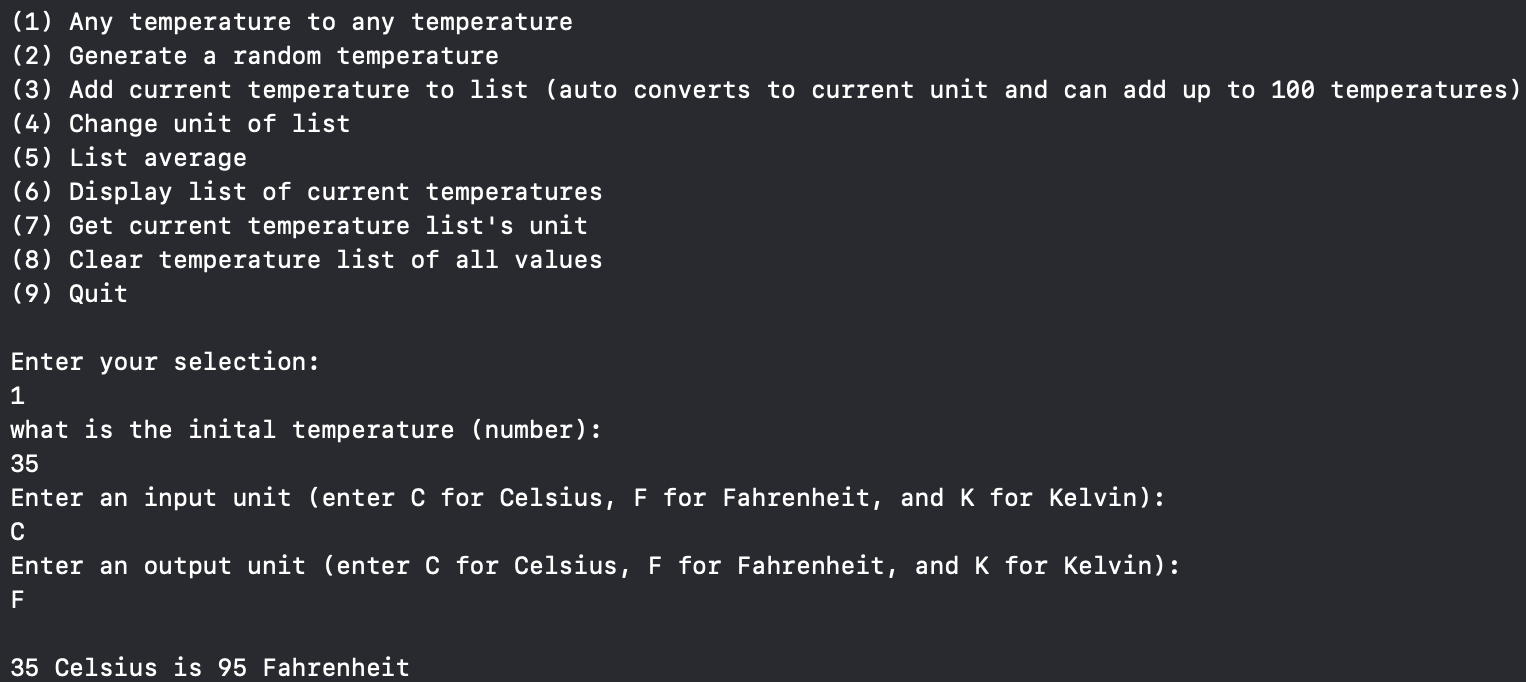 (1) Any temperature to any temperature
(2) Generate a random temperature
(3) Add current temperature to list (auto converts to current unit and can add up to 100 temperatures)
(4) Change unit of list
(5) List average
(6) Display list of current temperatures
(7) Get current temperature list's unit
(8) Clear temperature list of all values
(9) Quit
Enter your selection:
1
what is the inital temperature (number):
35
Enter an input unit (enter C for Celsius, F for Fahrenheit, and K for Kelvin):
C
Enter an output unit (enter C for Celsius, F for Fahrenheit, and K for Kelvin):
F
35 Celsius is 95 Fahrenheit